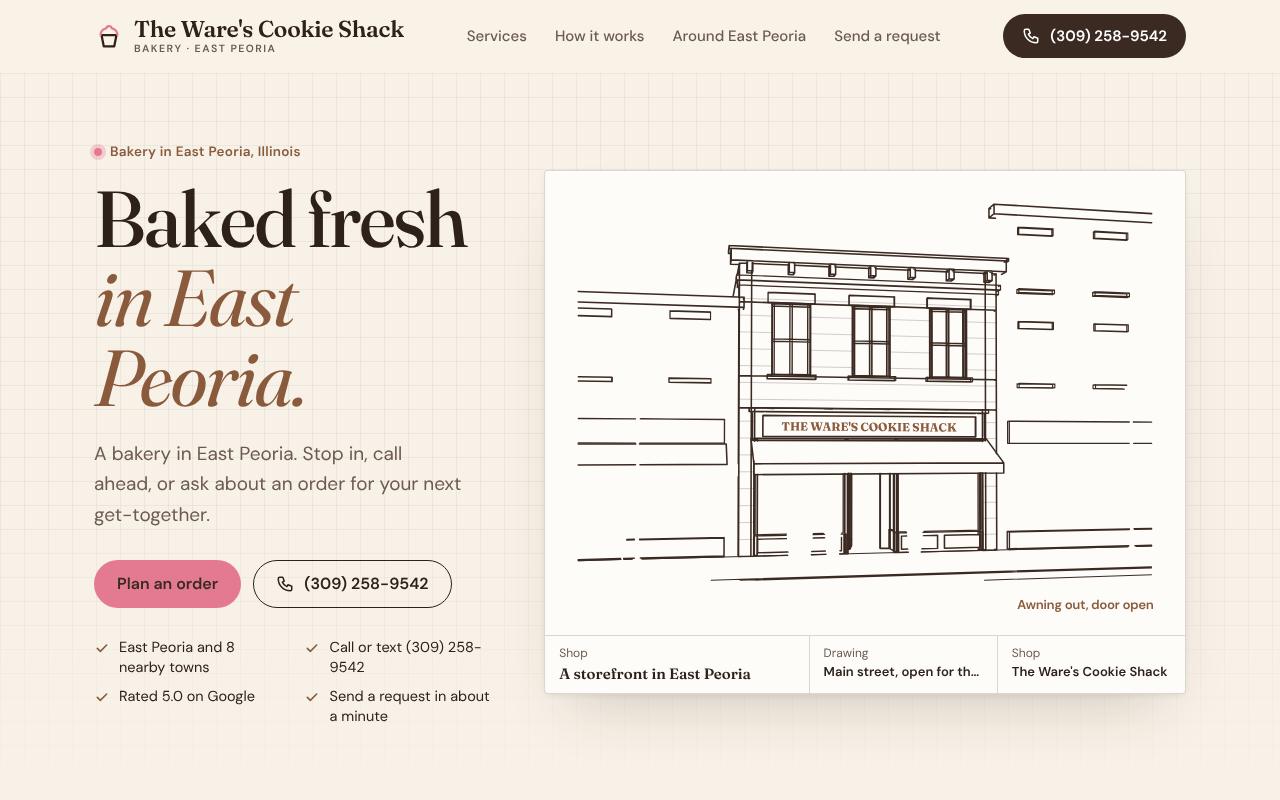 The Ware's Cookie Shack
BAKERY · EAST PEORIA
Services
How it works
Around East Peoria
Send a request
(309) 258-9542
Bakery in East Peoria, Illinois
Baked fresh
in East
Peoria.
A bakery in East Peoria. Stop in, call
ahead, or ask about an order for your next
get-together.
Plan an order
(309) 258-9542
East Peoria and 8
nearby towns
Call or text (309) 258-
9542
Rated 5.0 on Google
Send a request in about
a minute
THE WARE'S COOKIE SHACK
Awning out, door open
Shop
A storefront in East Peoria
Drawing
Main street, open for th...
Shop
The Ware's Cookie Shack